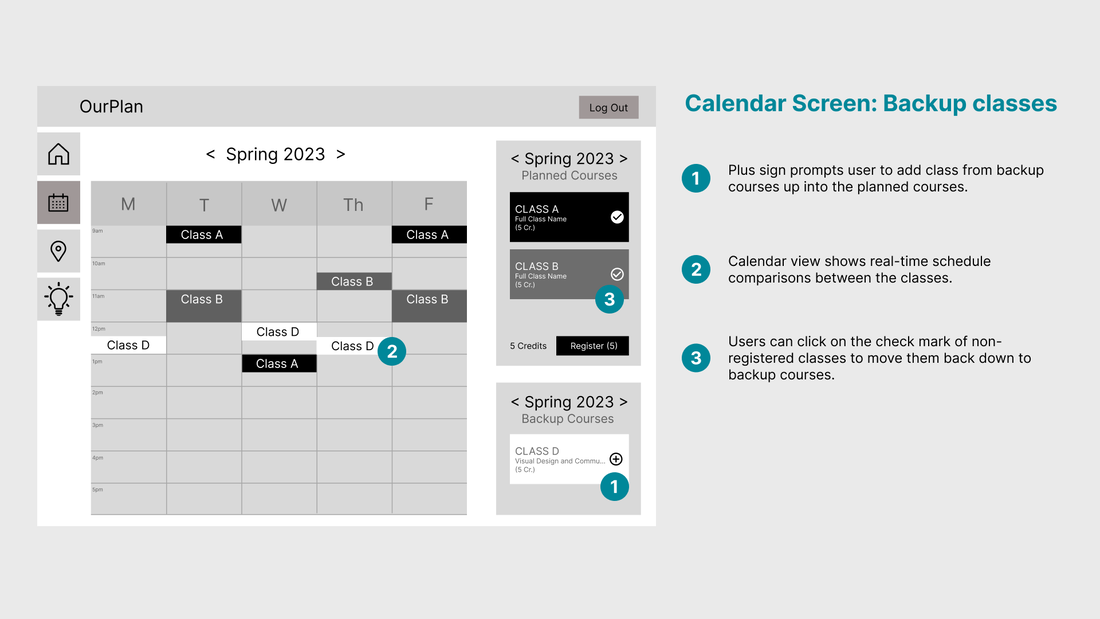 OurPlan
Log Out
< Spring 2023 >
M T W Th F
9am
Class A
Class A
10am
Class B
11am
Class B
Class B
12pm
Class D
Class D
Class D
2
1pm
Class A
2pm
3pm
4pm
5pm
< Spring 2023 >
Planned Courses
CLASS A
Full Class Name
(5 Cr.)
CLASS B
Full Class Name
(5 Cr.)
3
5 Credits
Register (5)
< Spring 2023 >
Backup Courses
CLASS D
Visual Design and Commu...
(5 Cr.)
1
Calendar Screen: Backup classes
1
Plus sign prompts user to add class from backup
courses up into the planned courses.
2
Calendar view shows real-time schedule
comparisons between the classes.
3
Users can click on the check mark of non-
registered classes to move them back down to
backup courses.